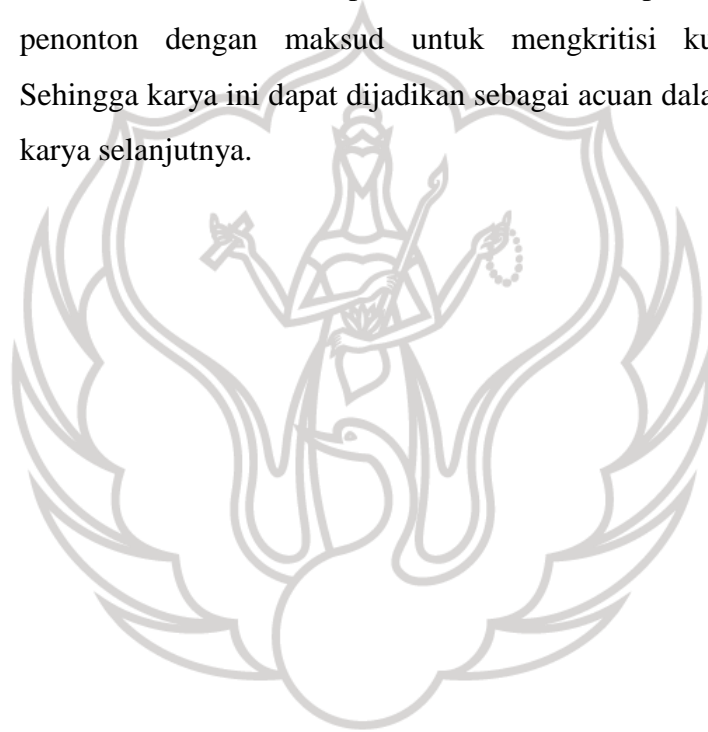 penonton dengan maksud untuk mengkritisi ku
Sehingga karya ini dapat dijadikan sebagai acuan dala
karya selanjutnya.